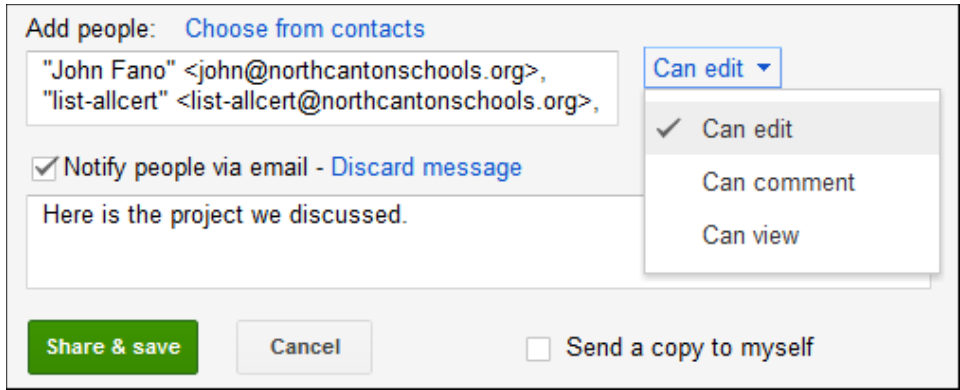 Add people: Choose from contacts
"John Fano" <john@northcantonschools.org>,
"list-allcert" <list-allcert@northcantonschools.org>,
Can edit
Can edit
Can comment
Can view
Notify people via email - Discard message
Here is the project we discussed.
Share & save
Cancel
Send a copy to myself